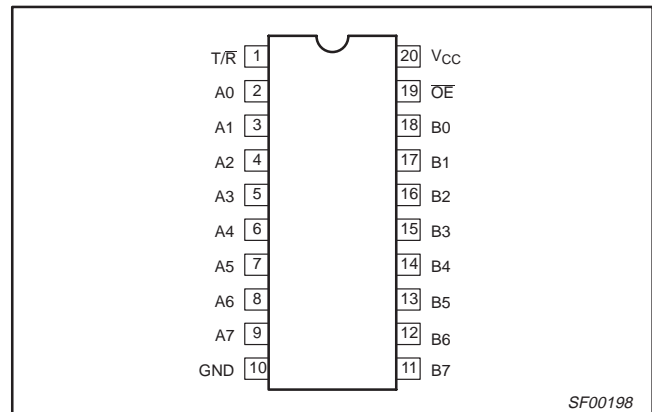 T/R̅ 1 20 VCC
A0 2 19 O̅E̅
A1 3 18 B0
A2 4 17 B1
A3 5 16 B2
A4 6 15 B3
A5 7 14 B4
A6 8 13 B5
A7 9 12 B6
GND 10 11 B7
SF00198